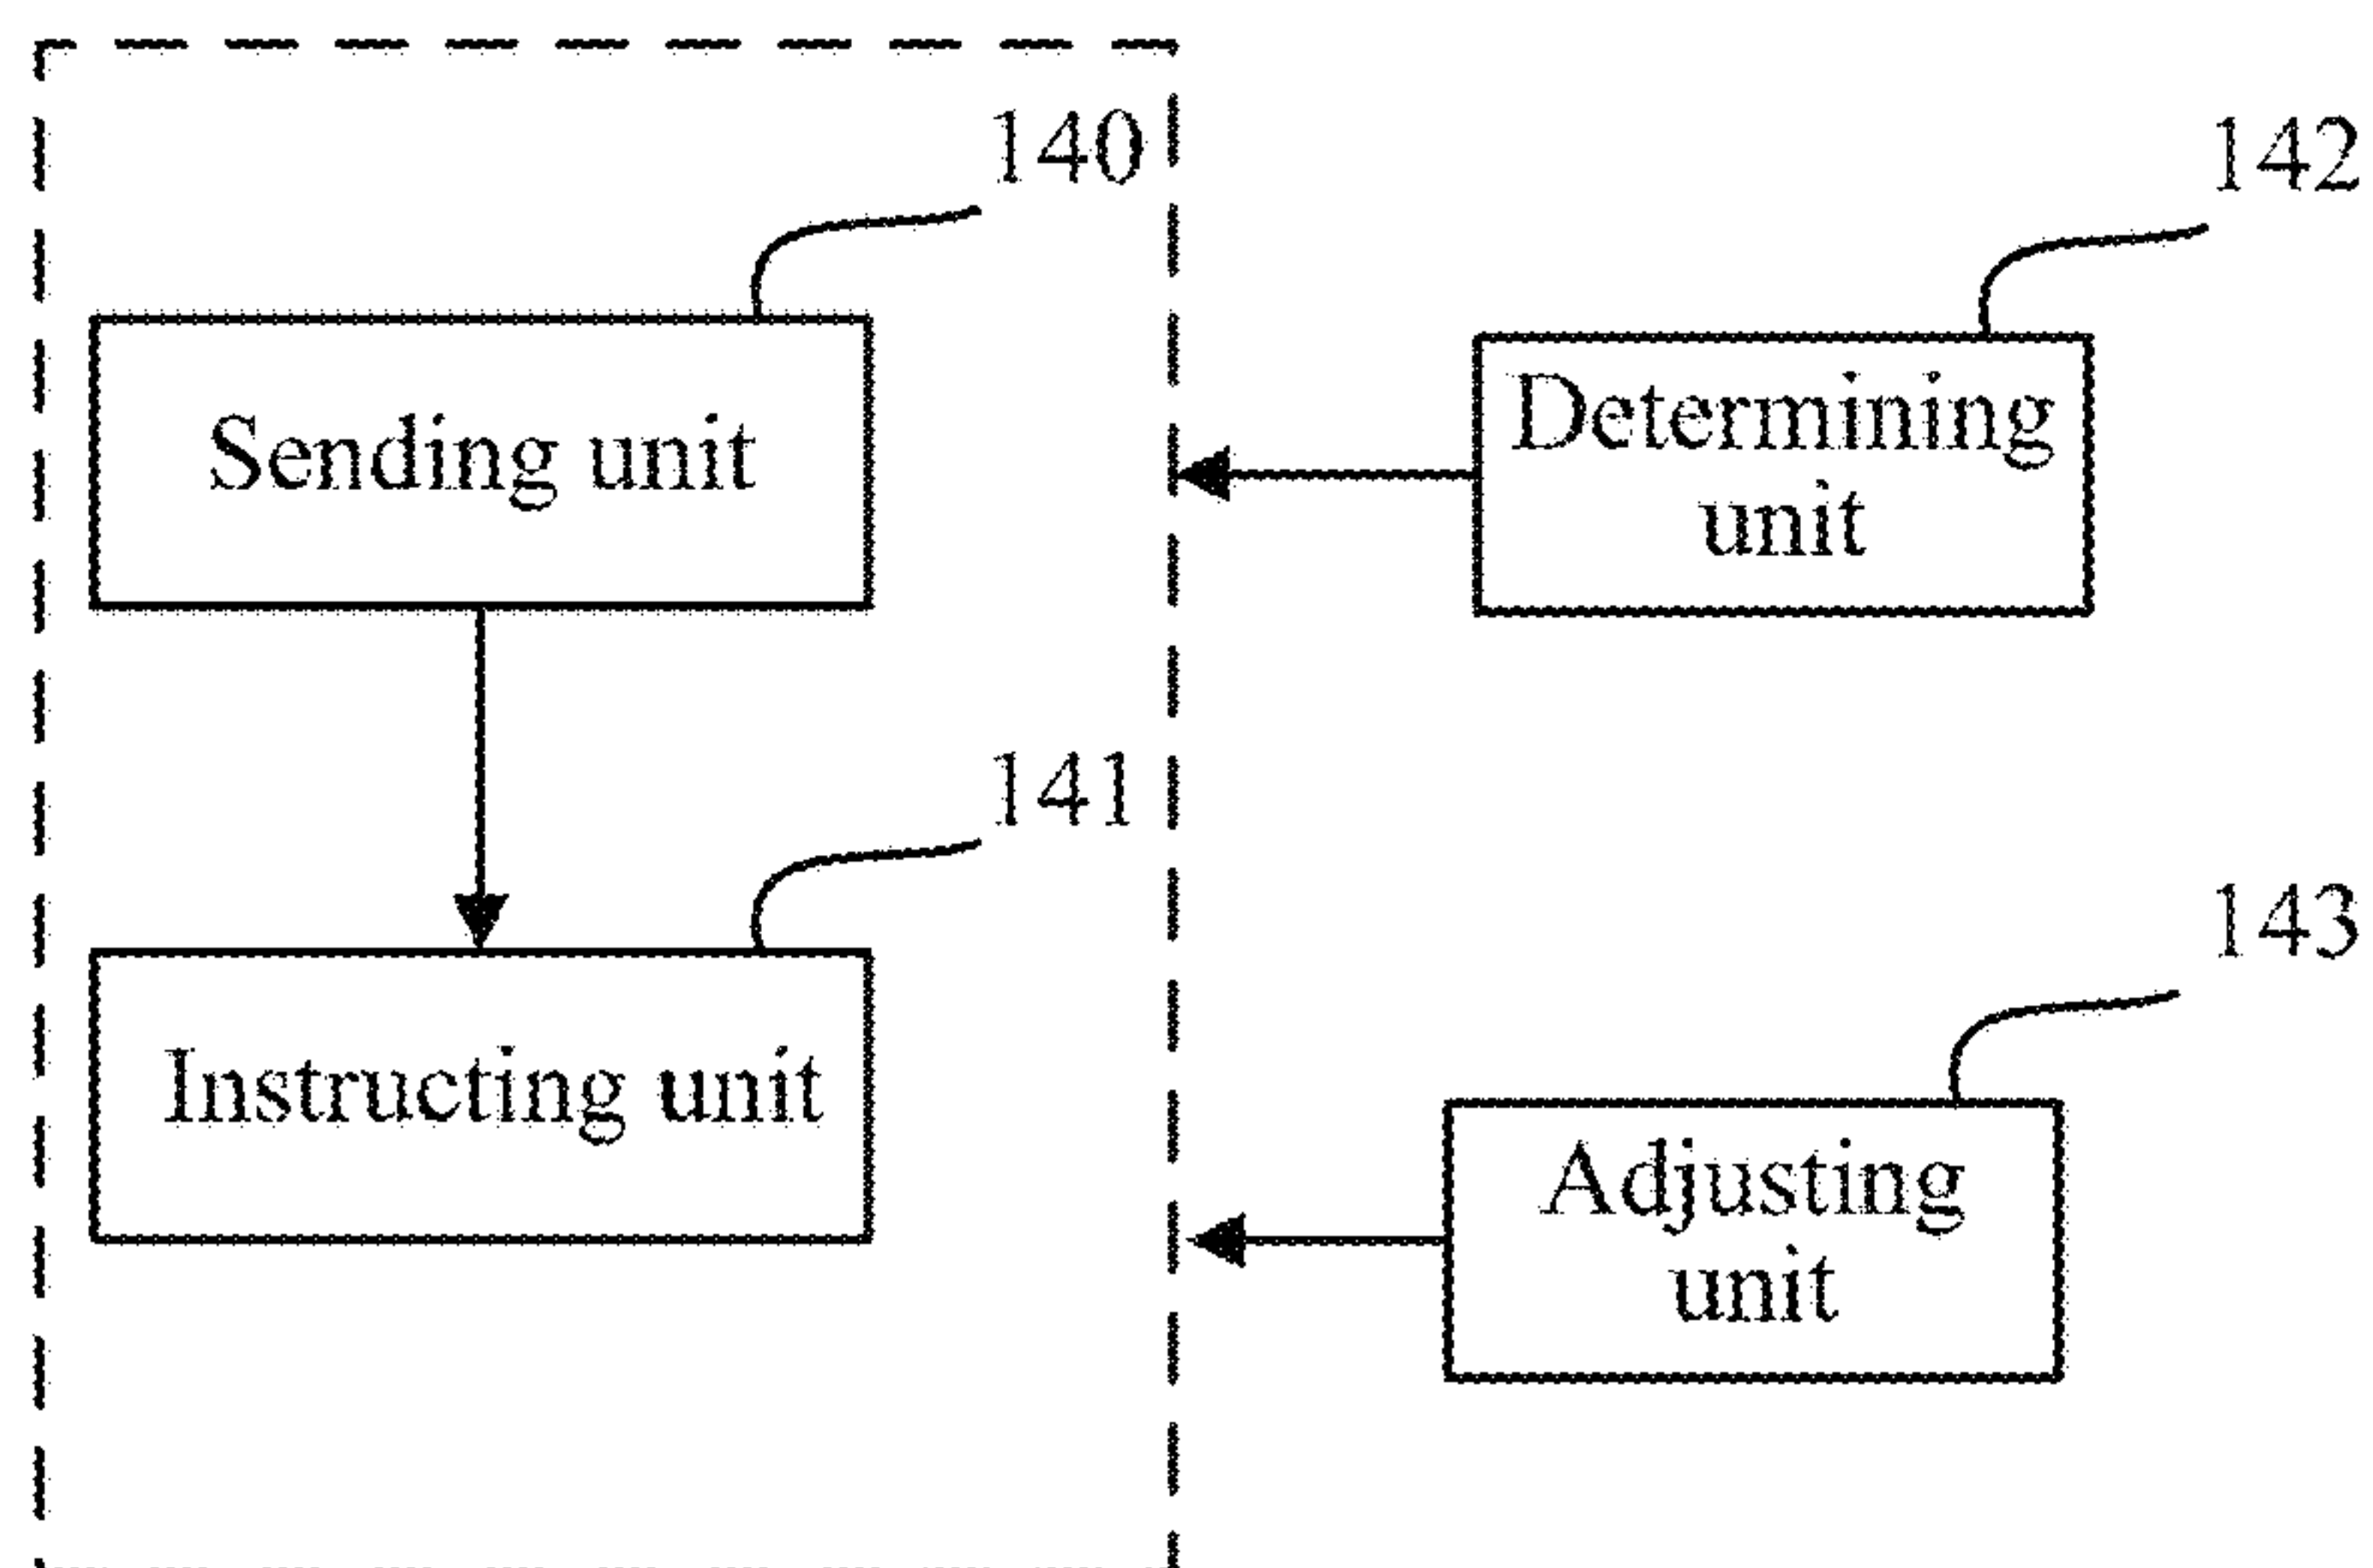 140
142
Sending unit
Determining
unit
141
143
Instructing unit
Adjusting
unit